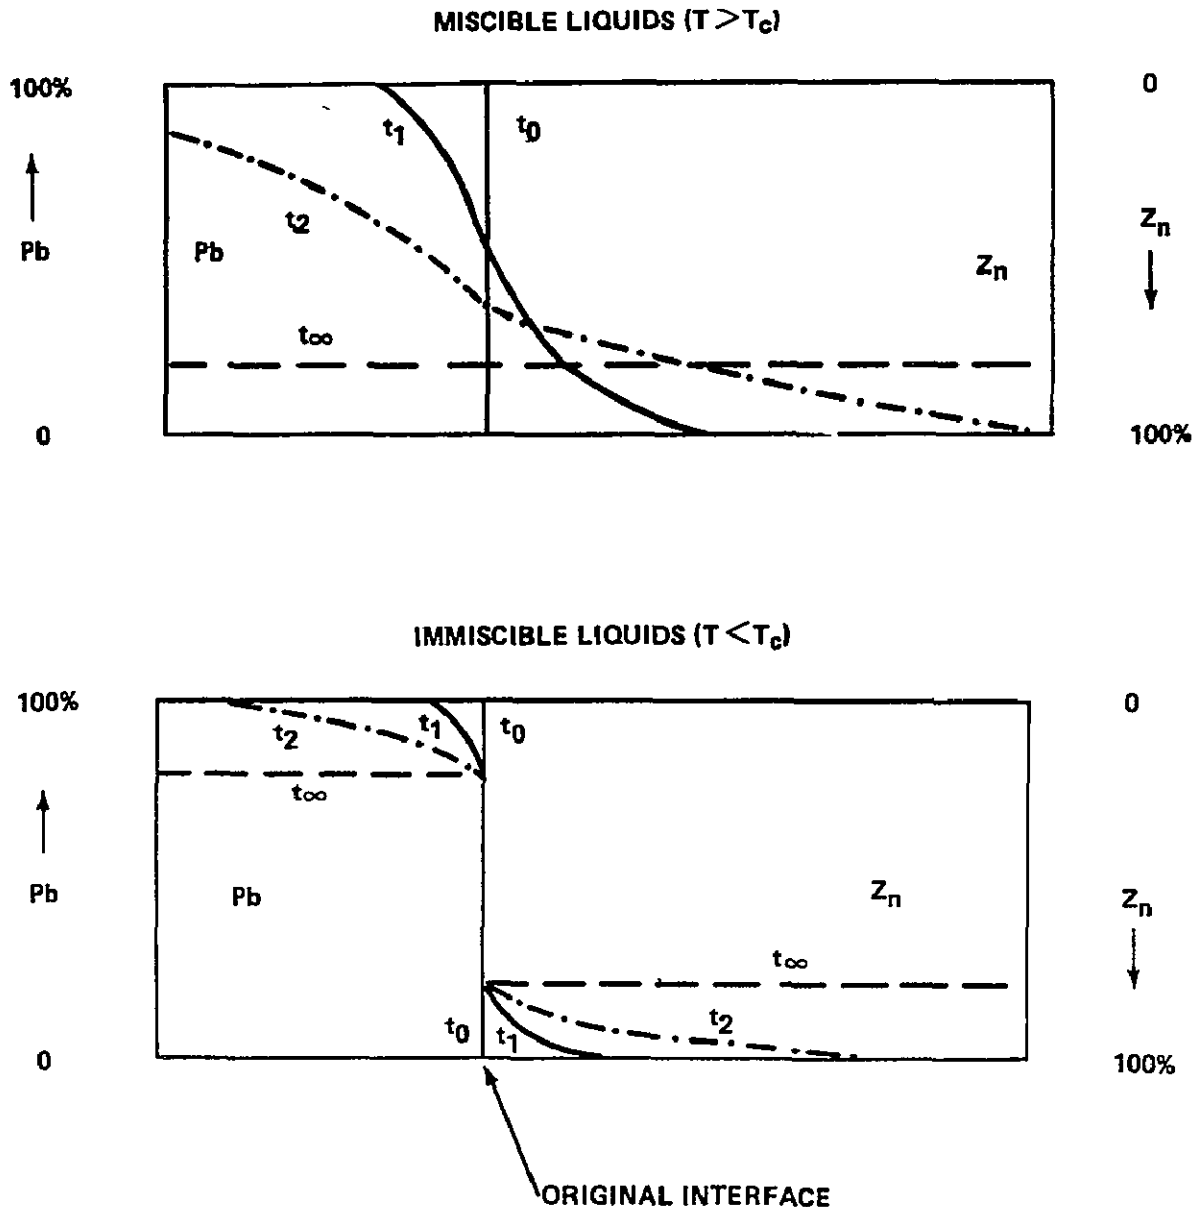 MISCIBLE LIQUIDS (T > Tc)
100%
0
t1
t0
t2
Pb
Pb
Zn
Zn
t∞
0
100%
IMMISCIBLE LIQUIDS (T < Tc)
100%
0
t2
t1
t0
t∞
Pb
Pb
Zn
Zn
t∞
t0
t1
t2
0
100%
ORIGINAL INTERFACE